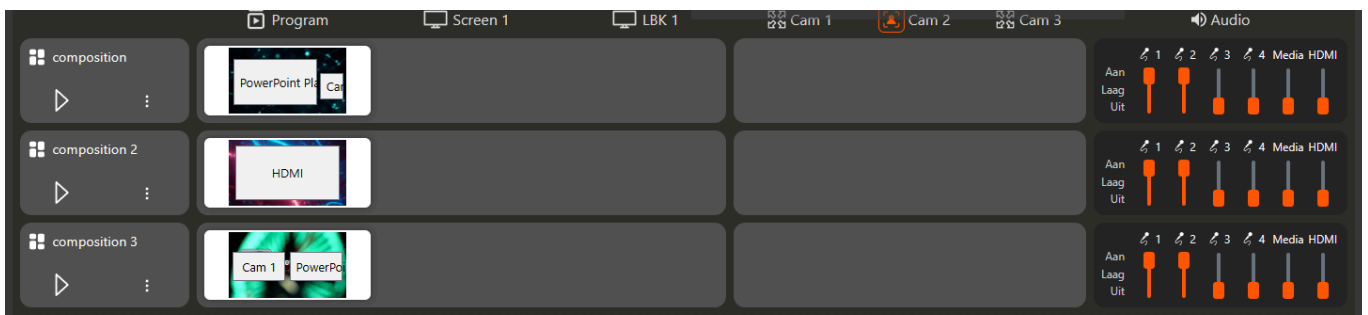 Program Screen 1 LBK 1 Cam 1 Cam 2 Cam 3 Audio
composition
PowerPoint Pla
Car
1 2 3 4 Media HDMI
Aan
Laag
Uit
composition 2
HDMI
1 2 3 4 Media HDMI
Aan
Laag
Uit
composition 3
Cam 1 PowerPoi
1 2 3 4 Media HDMI
Aan
Laag
Uit